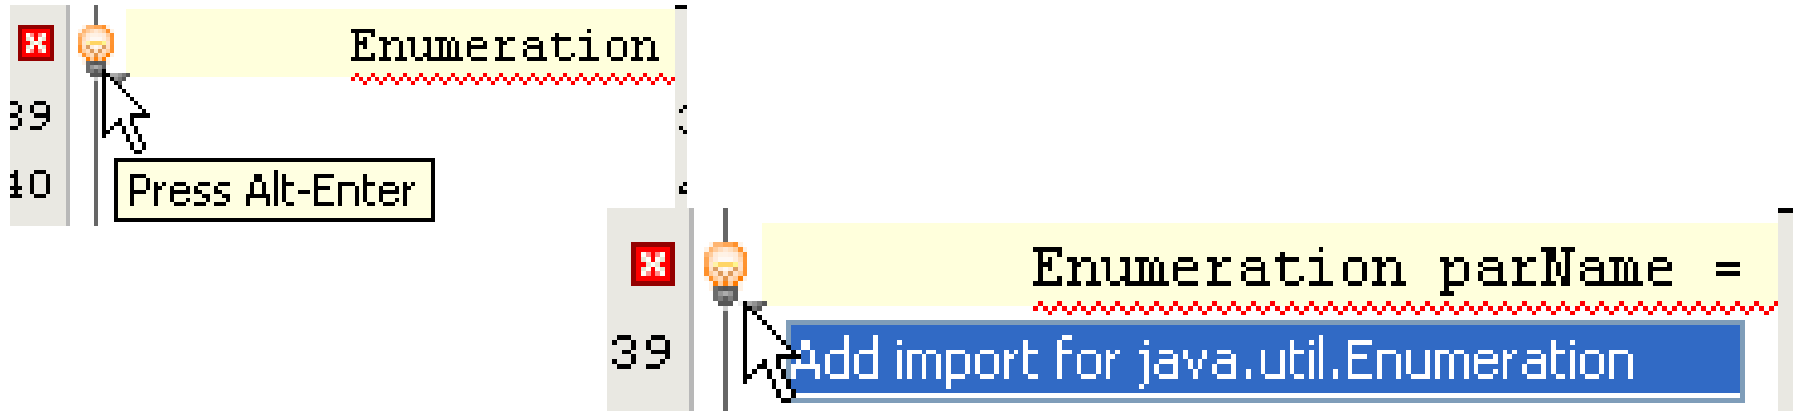 Enumeration
39
40
Press Alt-Enter
Enumeration parName =
39
Add import for java.util.Enumeration